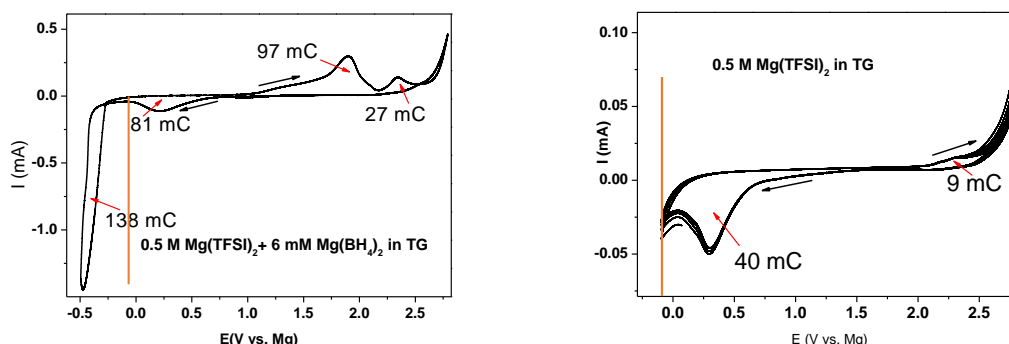 97 mC
27 mC
81 mC
138 mC
0.5 M Mg(TFSI)2+ 6 mM Mg(BH4)2 in TG
I (mA)
0.5
0.0
-0.5
-1.0
-0.5 0.0 0.5 1.0 1.5 2.0 2.5
E(V vs. Mg)
0.5 M Mg(TFSI)2 in TG
9 mC
40 mC
I (mA)
0.10
0.05
0.00
-0.05
0.0 0.5 1.0 1.5 2.0 2.5
E (V vs. Mg)